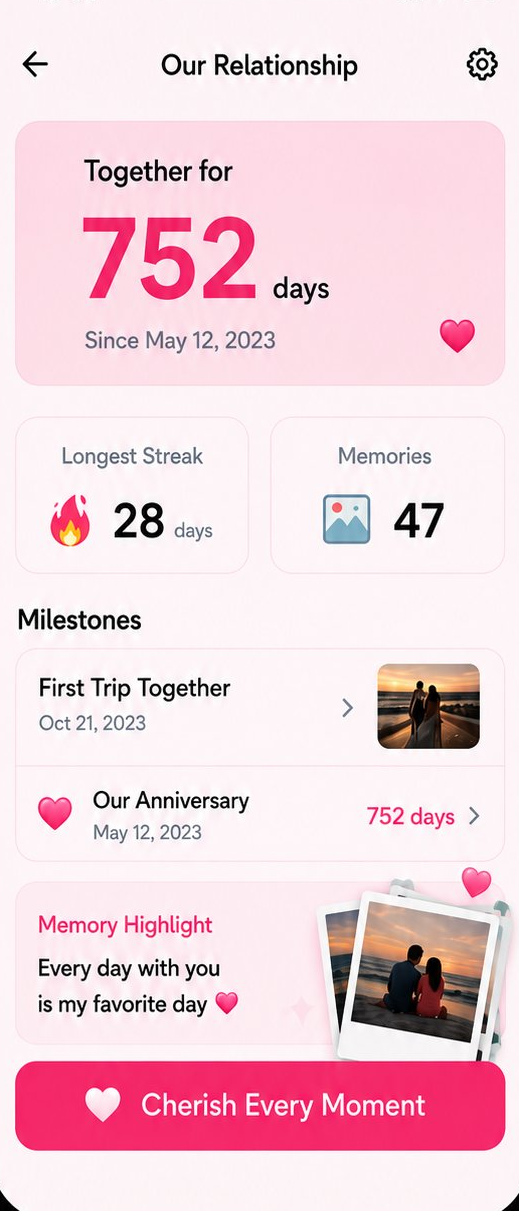 Our Relationship
Together for
752 days
Since May 12, 2023
Longest Streak
28 days
Memories
47
Milestones
First Trip Together
Oct 21, 2023
Our Anniversary
May 12, 2023
752 days
Memory Highlight
Every day with you
is my favorite day
Cherish Every Moment